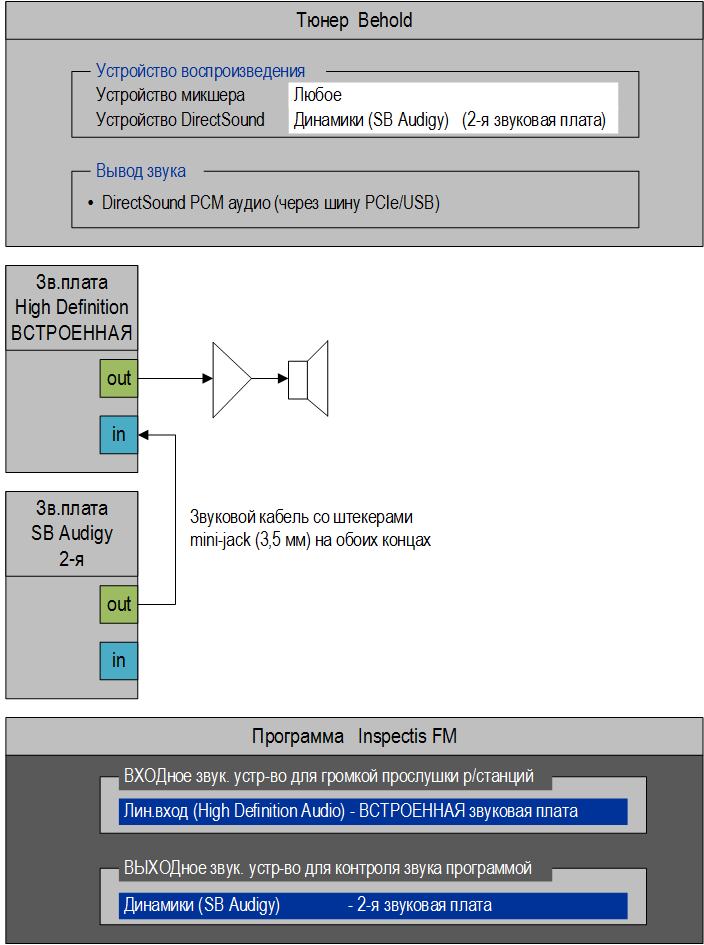 Тюнер Behold
Устройство воспроизведения
Устройство микшера Любое
Устройство DirectSound Динамики (SB Audigy) (2-я звуковая плата)
Вывод звука
• DirectSound PCM аудио (через шину PCIe/USB)
Зв.плата
High Definition
ВСТРОЕННАЯ
out
in
Зв.плата
SB Audigy
2-я
Звуковой кабель со штекерами
mini-jack (3,5 мм) на обоих концах
out
in
Программа Inspectis FM
ВХОДное звук. устр-во для громкой прослушки р/станций
Лин.вход (High Definition Audio) - ВСТРОЕННАЯ звуковая плата
ВЫХОДное звук. устр-во для контроля звука программой
Динамики (SB Audigy) - 2-я звуковая плата